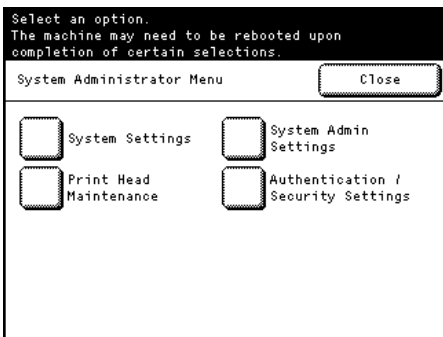 Select an option.
The machine may need to be rebooted upon
completion of certain selections.
System Administrator Menu
Close
System Settings
System Admin
Settings
Print Head
Maintenance
Authentication /
Security Settings